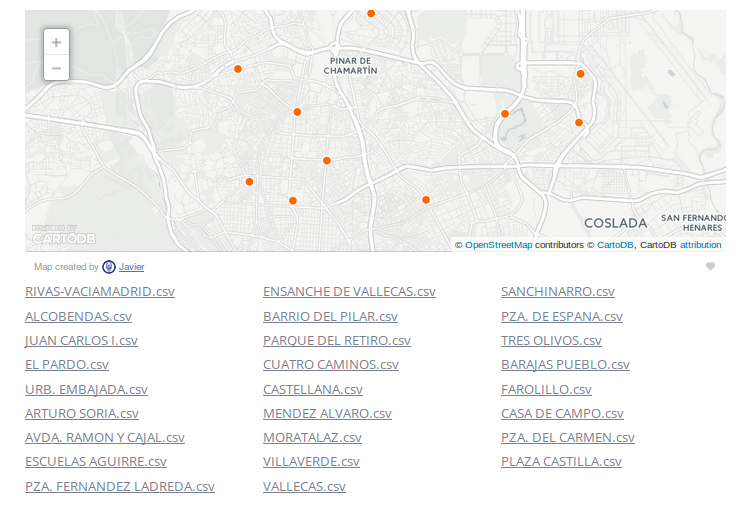 +
PINAR DE
CHAMARTÍN
−
COSLADA
SAN FERNANDO
HENARES
POWERED BY
CARTODB
© OpenStreetMap contributors © CartoDB, CartoDB attribution
Map created by Javier
RIVAS-VACIAMADRID.csv
ENSANCHE DE VALLECAS.csv
SANCHINARRO.csv
ALCOBENDAS.csv
BARRIO DEL PILAR.csv
PZA. DE ESPANA.csv
JUAN CARLOS I.csv
PARQUE DEL RETIRO.csv
TRES OLIVOS.csv
EL PARDO.csv
CUATRO CAMINOS.csv
BARAJAS PUEBLO.csv
URB. EMBAJADA.csv
CASTELLANA.csv
FAROLILLO.csv
ARTURO SORIA.csv
MENDEZ ALVARO.csv
CASA DE CAMPO.csv
AVDA. RAMON Y CAJAL.csv
MORATALAZ.csv
PZA. DEL CARMEN.csv
ESCUELAS AGUIRRE.csv
VILLAVERDE.csv
PLAZA CASTILLA.csv
PZA. FERNANDEZ LADREDA.csv
VALLECAS.csv